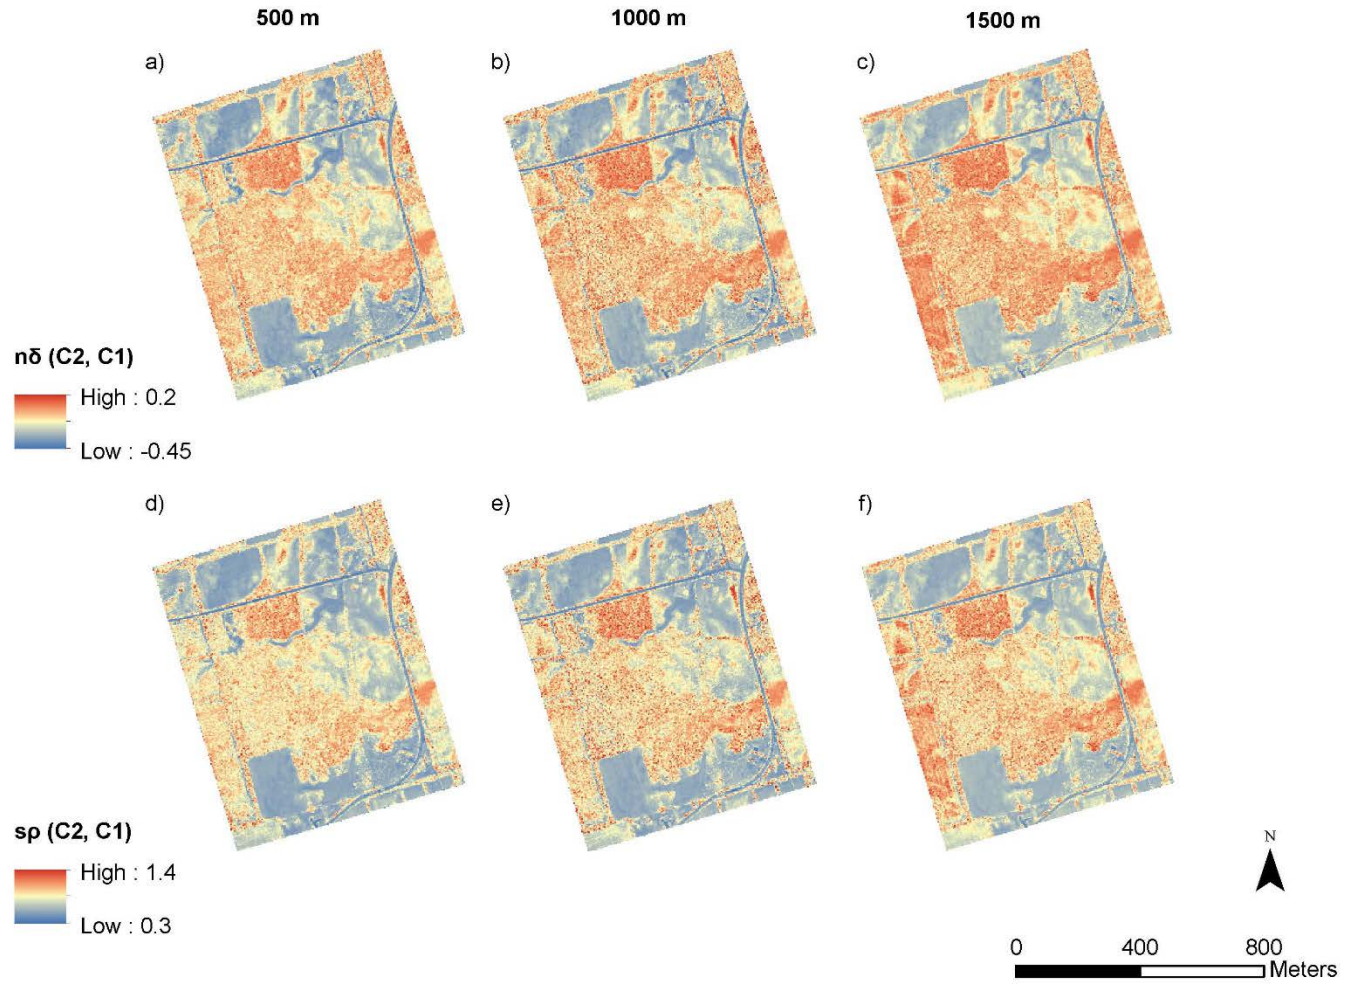 500 m
1000 m
1500 m
a)
b)
c)
nδ (C2, C1)
High : 0.2
Low : -0.45
d)
e)
f)
sρ (C2, C1)
High : 1.4
Low : 0.3
N
0
400
800
Meters